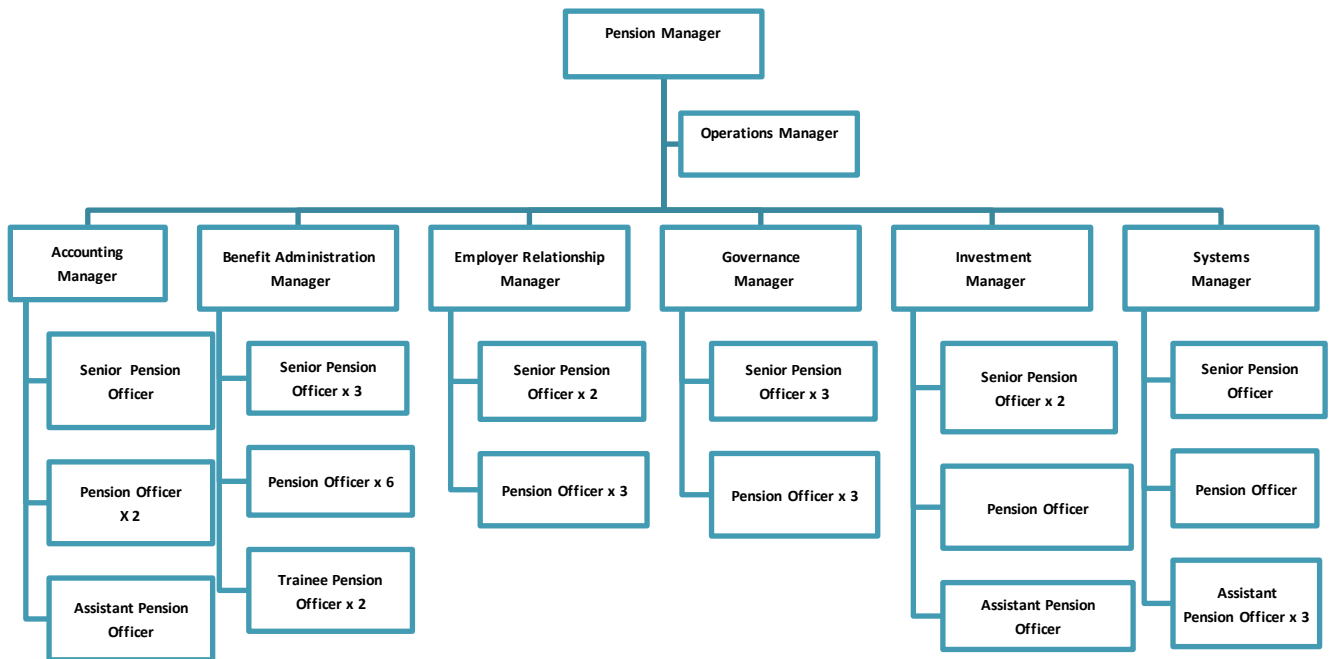 Pension Manager
Operations Manager
Accounting
Manager
Senior Pension
Officer
Pension Officer
X 2
Assistant Pension
Officer
Benefit Administration
Manager
Senior Pension
Officer x 3
Pension Officer x 6
Trainee Pension
Officer x 2
Employer Relationship
Manager
Senior Pension
Officer x 2
Pension Officer x 3
Governance
Manager
Senior Pension
Officer x 3
Pension Officer x 3
Investment
Manager
Senior Pension
Officer x 2
Pension Officer
Assistant Pension
Officer
Systems
Manager
Senior Pension
Officer
Pension Officer
Assistant
Pension Officer x 3